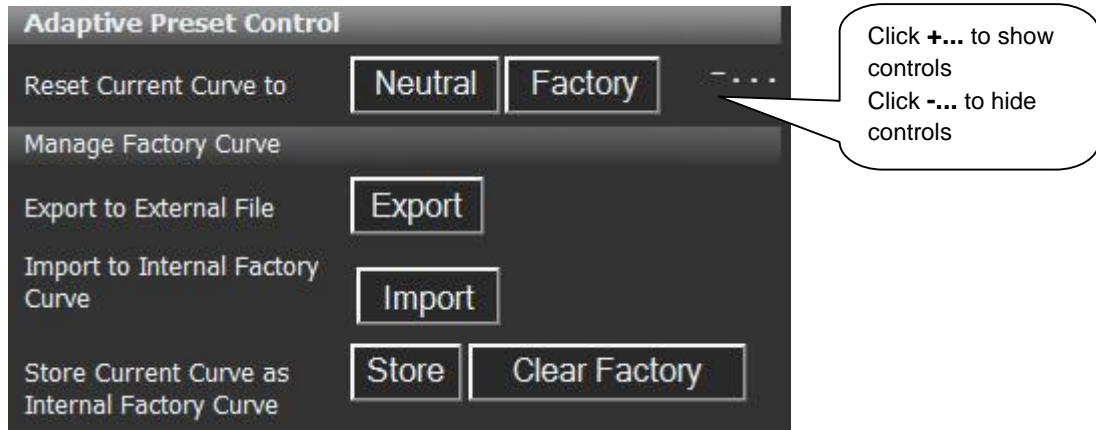 Adaptive Preset Control
Reset Current Curve to Neutral Factory -...
Manage Factory Curve
Export to External File Export
Import to Internal Factory
Curve Import
Store Current Curve as Store Clear Factory
Internal Factory Curve
Click +... to show
controls
Click -... to hide
controls